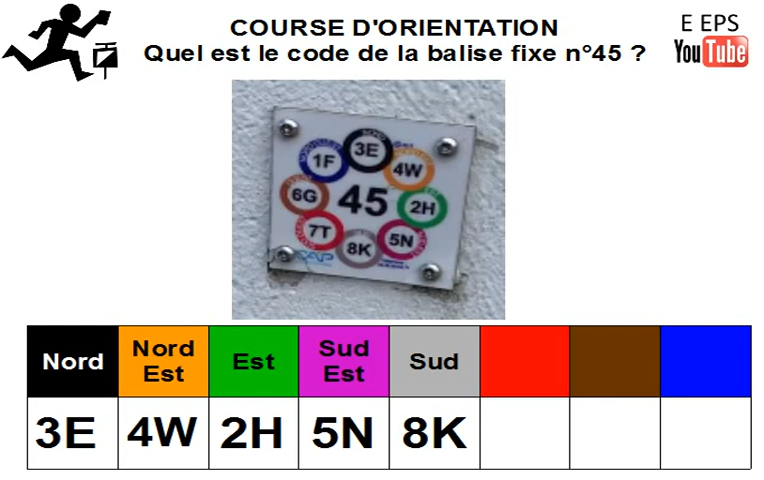 COURSE D'ORIENTATION
Quel est le code de la balise fixe n°45 ?
E EPS
YouTube
3E
1F
4W
6G
45
2H
7T
5N
8K
Nord
Nord Est
Est
Sud Est
Sud
3E
4W
2H
5N
8K